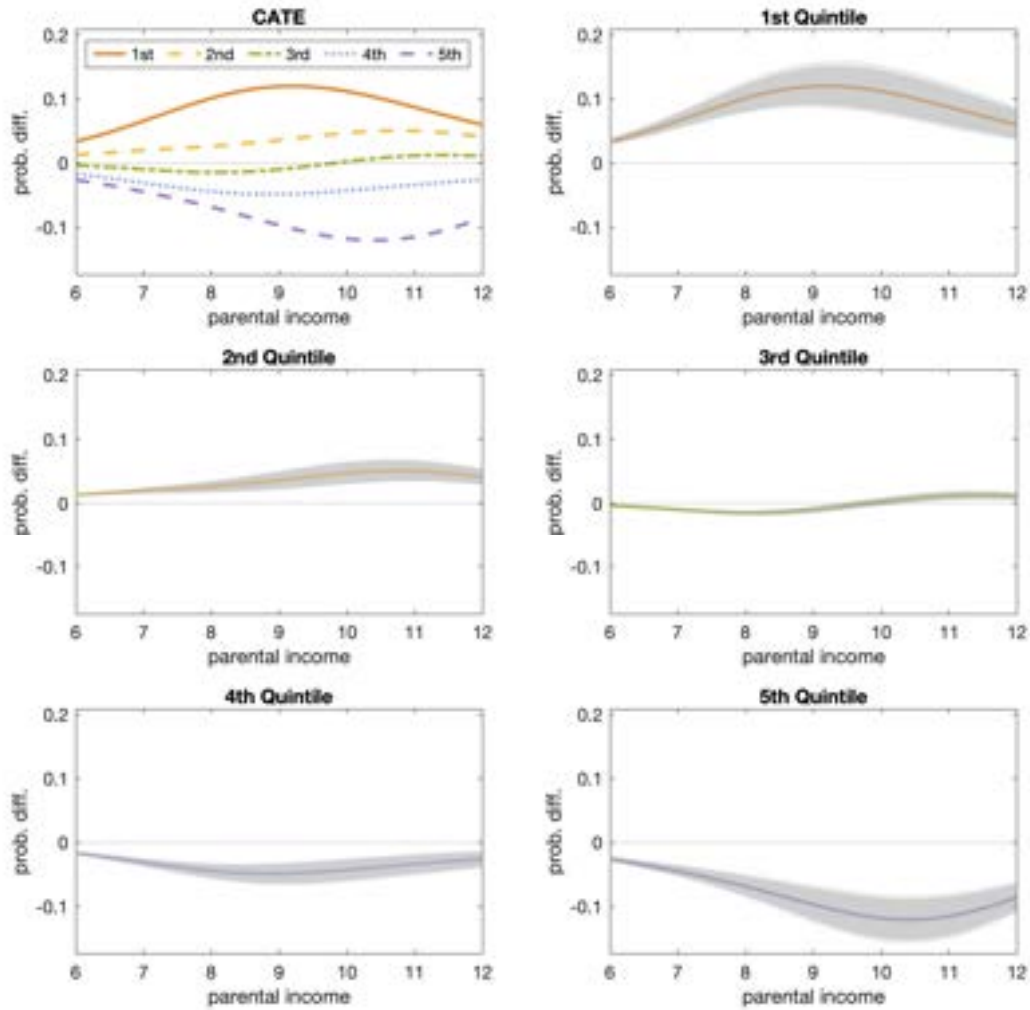 CATE
0.2
1st 2nd 3rd 4th 5th
0.1
prob. diff.
0
-0.1
6 7 8 9 10 11 12
parental income
1st Quintile
0.2
0.1
prob. diff.
0
-0.1
6 7 8 9 10 11 12
parental income
2nd Quintile
0.2
0.1
prob. diff.
0
-0.1
6 7 8 9 10 11 12
parental income
3rd Quintile
0.2
0.1
prob. diff.
0
-0.1
6 7 8 9 10 11 12
parental income
4th Quintile
0.2
0.1
prob. diff.
0
-0.1
6 7 8 9 10 11 12
parental income
5th Quintile
0.2
0.1
prob. diff.
0
-0.1
6 7 8 9 10 11 12
parental income